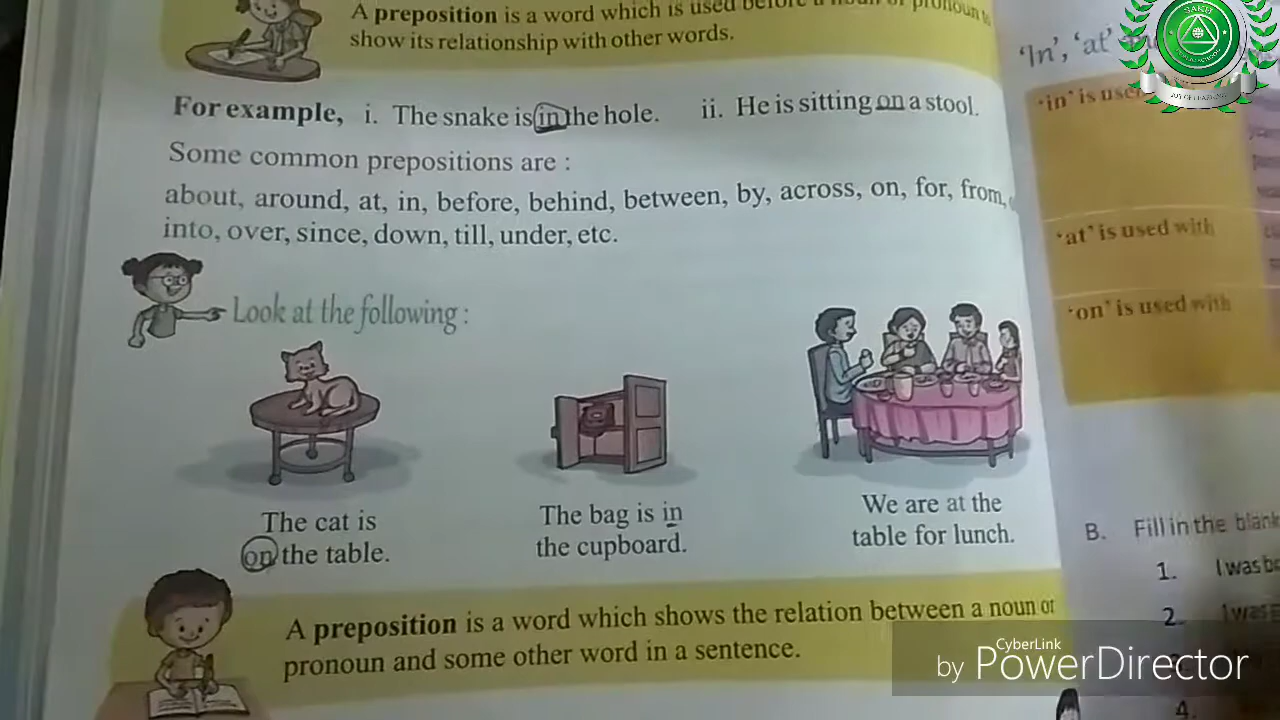 A preposition is a word which is used before a noun or pronoun to
show its relationship with other words.
For example, i. The snake is in the hole. ii. He is sitting on a stool.
Some common prepositions are :
about, around, at, in, before, behind, between, by, across, on, for, from,
into, over, since, down, till, under, etc.
Look at the following :
The cat is
on the table.
The bag is in
the cupboard.
We are at the
table for lunch.
A preposition is a word which shows the relation between a noun or
pronoun and some other word in a sentence.
'In', 'at'
'in' is used
'at' is used with
'on' is used with
B. Fill in the blank
1. I was
2. I was
4.
JOY OF LEARNING
CyberLink
by PowerDirector